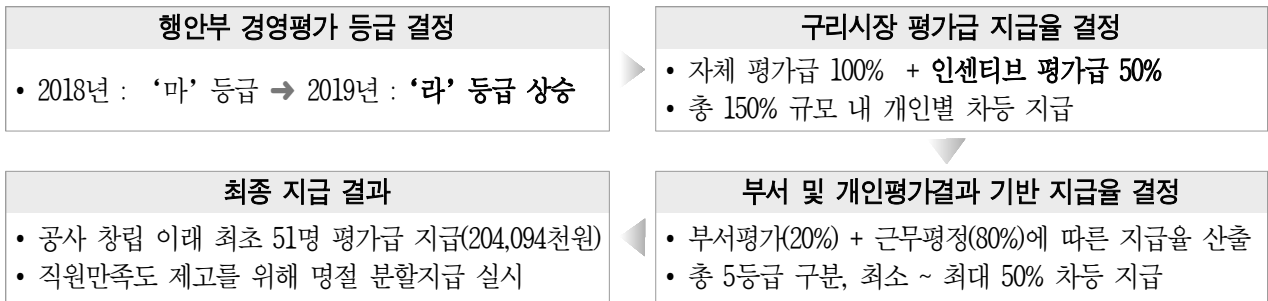 행안부 경영평가 등급 결정
• 2018년 : ‘마’ 등급 ➜ 2019년 : ‘라’ 등급 상승
구리시장 평가급 지급율 결정
• 자체 평가급 100% + 인센티브 평가급 50%
• 총 150% 규모 내 개인별 차등 지급
부서 및 개인평가결과 기반 지급율 결정
• 부서평가(20%) + 근무평정(80%)에 따른 지급율 산출
• 총 5등급 구분, 최소 ~ 최대 50% 차등 지급
최종 지급 결과
• 공사 창립 이래 최초 51명 평가급 지급(204,094천원)
• 직원만족도 제고를 위해 명절 분할지급 실시